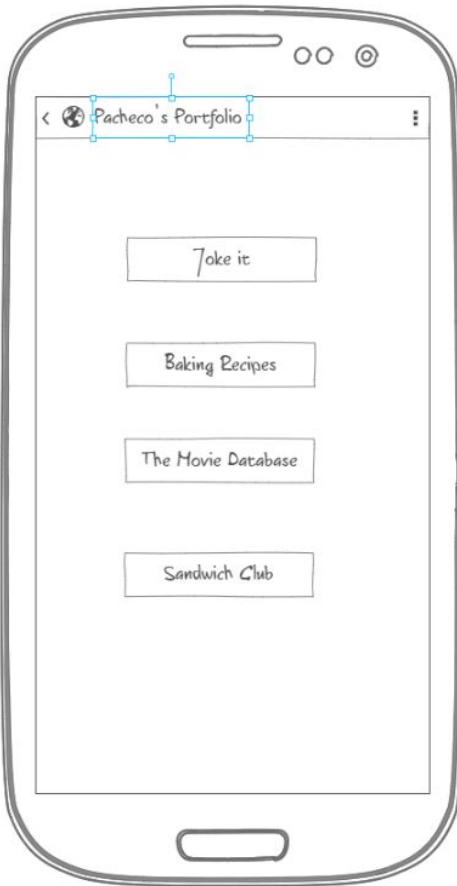 Pacheco's Portfolio
Joke it
Baking Recipes
The Movie Database
Sandwich Club